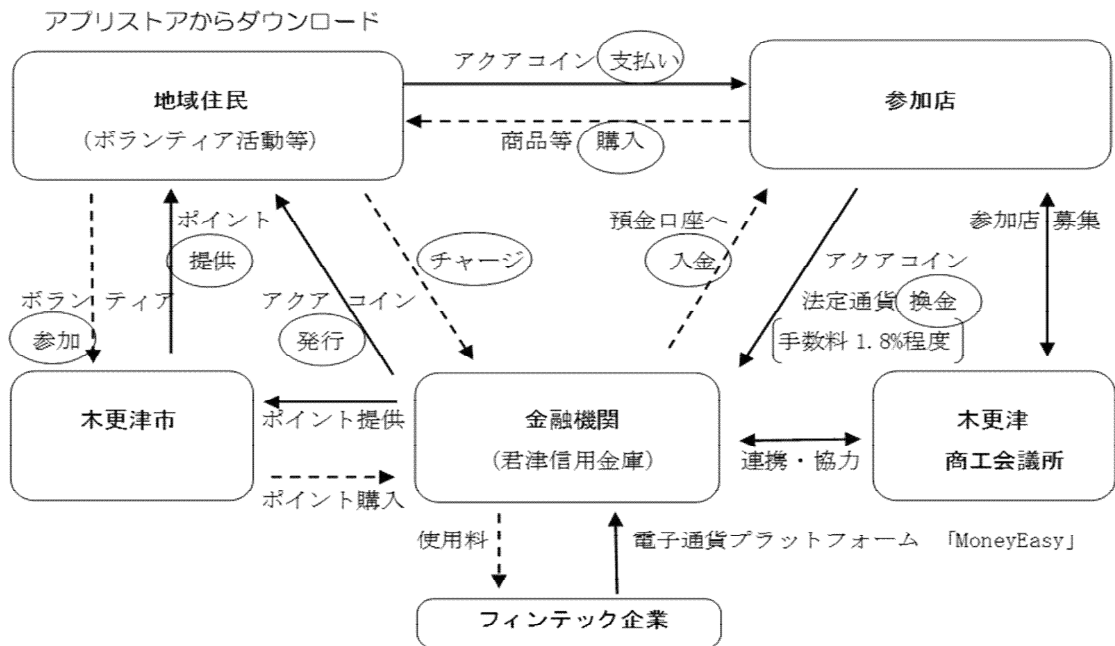 アプリストアからダウンロード
地域住民
(ボランティア活動等)
アクアコイン 支払い
商品等 購入
参加店
ポイント
提供
チャージ
預金口座へ
入金
参加店 募集
アクアコイン
法定通貨 換金
手数料 1.8%程度
ボランティア
参加
アクアコイン
発行
木更津市
ポイント提供
ポイント購入
金融機関
(君津信用金庫)
連携・協力
木更津
商工会議所
使用料
電子通貨プラットフォーム 「MoneyEasy」
フィンテック企業